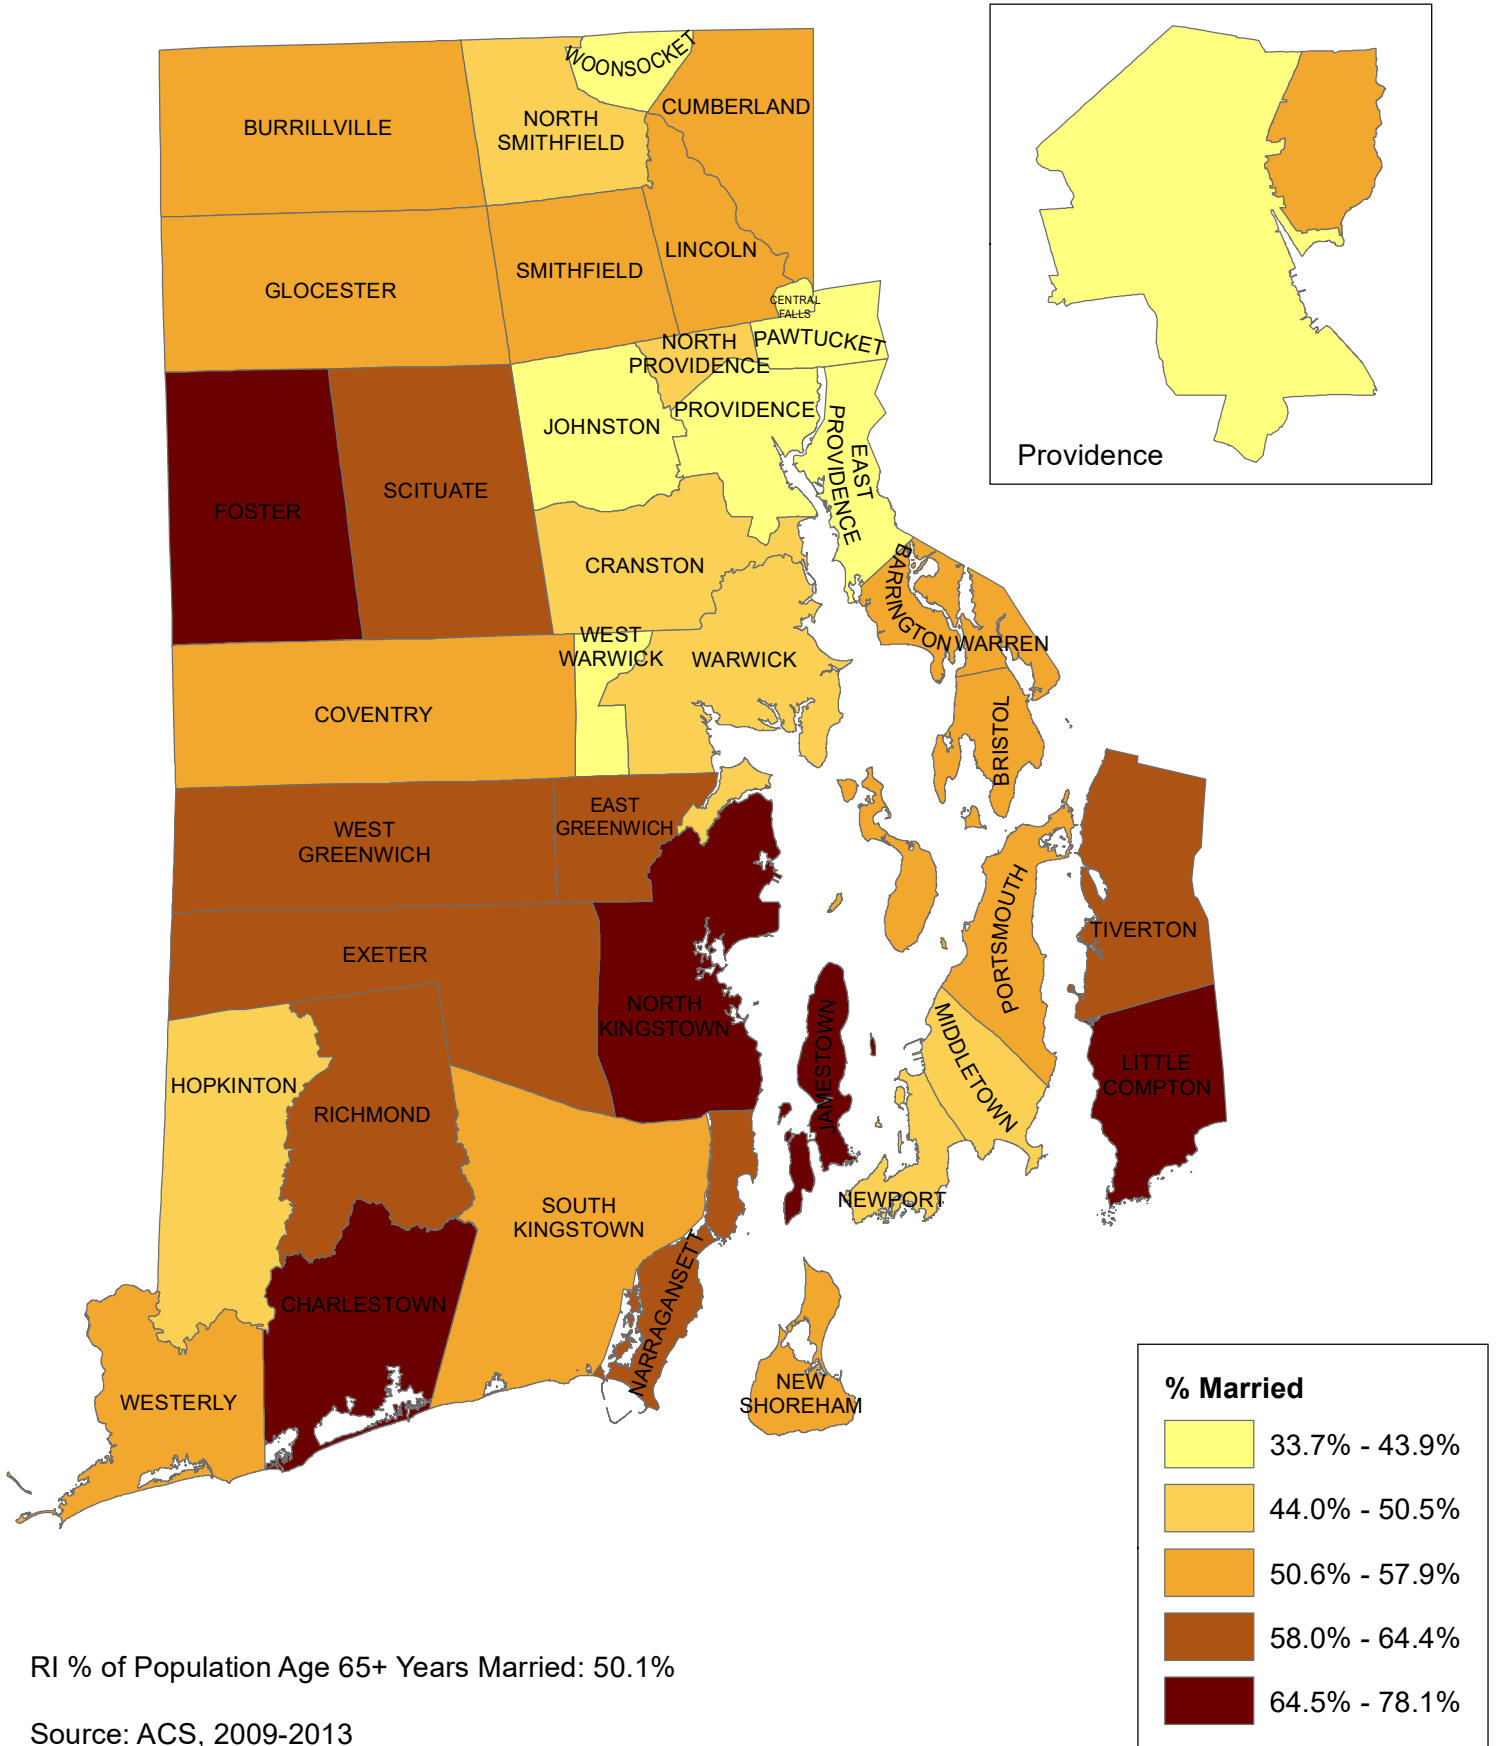 WOONSOCKET
CUMBERLAND
BURRILLVILLE
NORTH
SMITHFIELD
LINCOLN
SMITHFIELD
GLOCESTER
CENTRAL
FALLS
NORTH
PROVIDENCE
PAWTUCKET
PROVIDENCE
JOHNSTON
EAST
PROVIDENCE
Providence
SCITUATE
FOSTER
CRANSTON
BARRINGTON
WARREN
WEST
WARWICK
WARWICK
COVENTRY
BRISTOL
EAST
GREENWICH
WEST
GREENWICH
PORTSMOUTH
TIVERTON
EXETER
NORTH
KINGSTOWN
JAMESTOWN
MIDDLETOWN
LITTLE
COMPTON
HOPKINTON
RICHMOND
NEWPORT
SOUTH
KINGSTOWN
NARRAGANSETT
CHARLESTOWN
WESTERLY
NEW
SHOREHAM
% Married
33.7% - 43.9%
44.0% - 50.5%
50.6% - 57.9%
58.0% - 64.4%
64.5% - 78.1%
RI % of Population Age 65+ Years Married: 50.1%
Source: ACS, 2009-2013